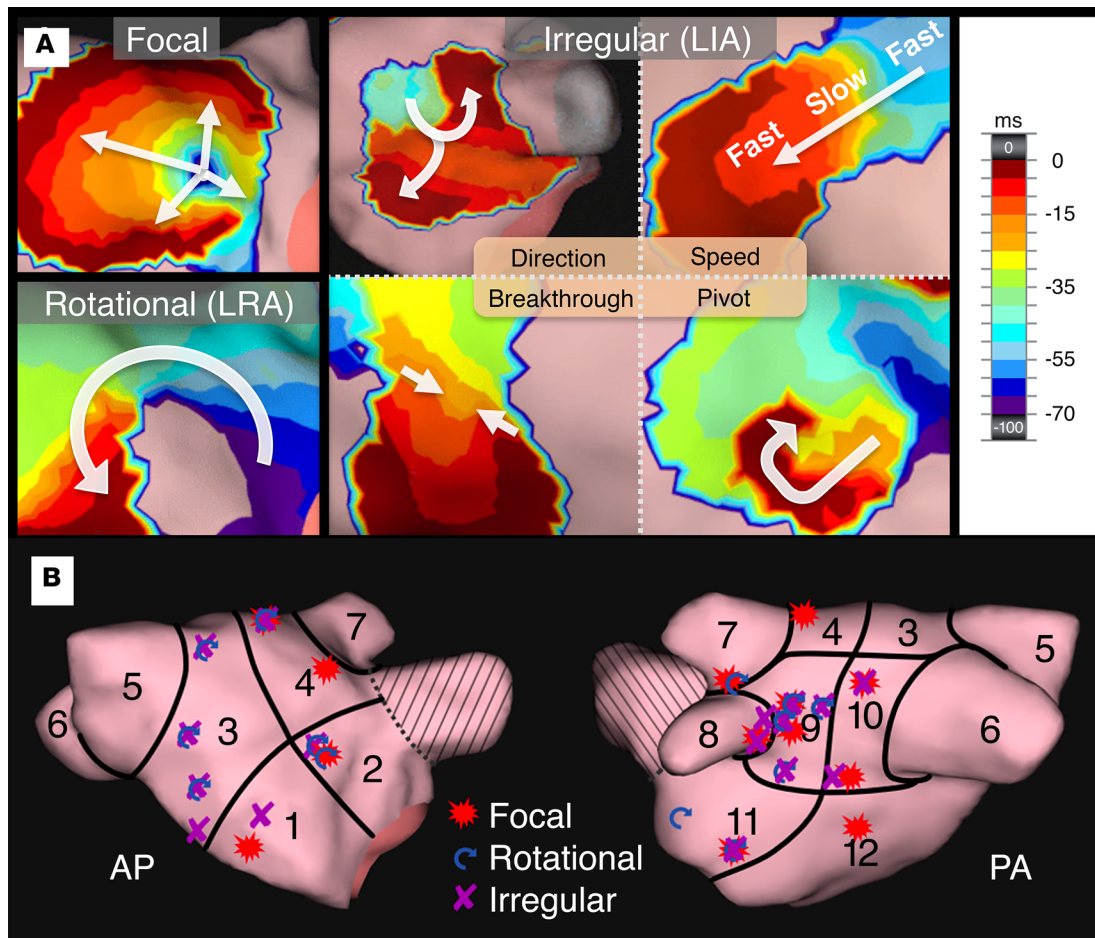 A
Focal
Irregular (LIA)
Fast
Slow
Fast
Direction
Speed
Breakthrough
Pivot
Rotational (LRA)
ms
0
0
-15
-35
-55
-70
-100
B
7
5
4
3
6
2
1
AP
7
4
3
5
8
9
10
6
11
12
PA
Focal
Rotational
Irregular